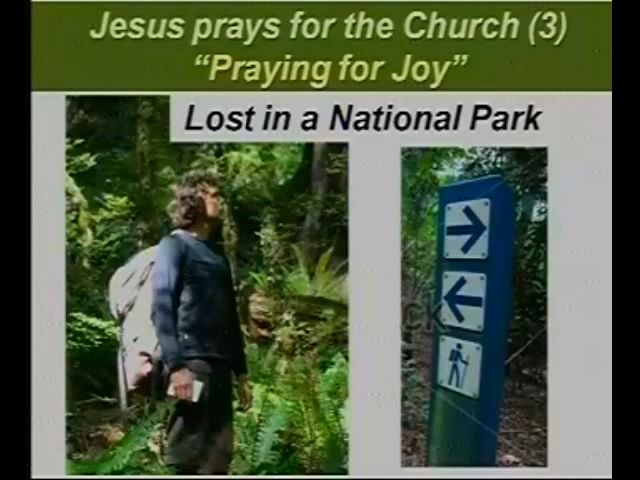 Jesus prays for the Church (3)
“Praying for Joy”
Lost in a National Park